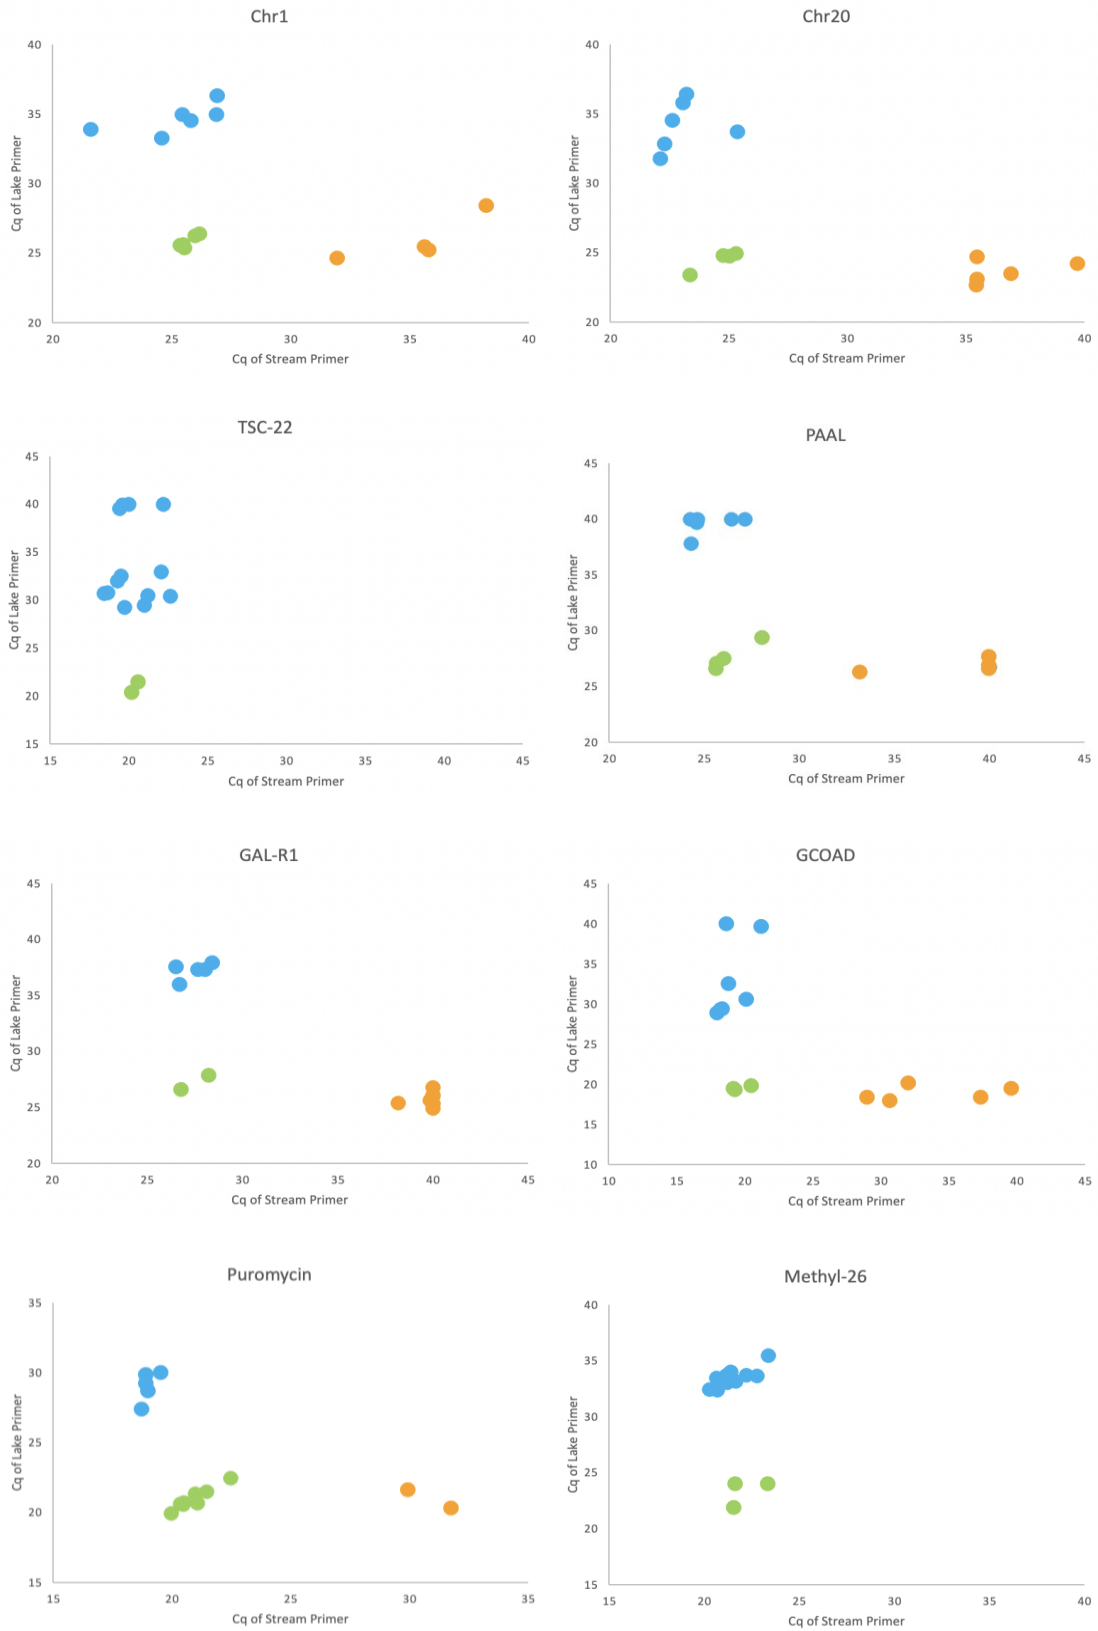 Chr1
40
35
30
25
20
Cq of Lake Primer
20 25 30 35 40
Cq of Stream Primer
Chr20
40
35
30
25
20
Cq of Lake Primer
20 25 30 35 40
Cq of Stream Primer
TSC-22
45
40
35
30
25
20
15
Cq of Lake Primer
15 20 25 30 35 40 45
Cq of Stream Primer
PAAL
45
40
35
30
25
20
Cq of Lake Primer
20 25 30 35 40 45
Cq of Stream Primer
GAL-R1
45
40
35
30
25
20
Cq of Lake Primer
20 25 30 35 40 45
Cq of Stream Primer
GCOAD
45
40
35
30
25
20
15
10
Cq of Lake Primer
10 15 20 25 30 35 40 45
Cq of Stream Primer
Puromycin
35
30
25
20
15
Cq of Lake Primer
15 20 25 30 35
Cq of Stream Primer
Methyl-26
40
35
30
25
20
15
Cq of Lake Primer
15 20 25 30 35 40
Cq of Stream Primer